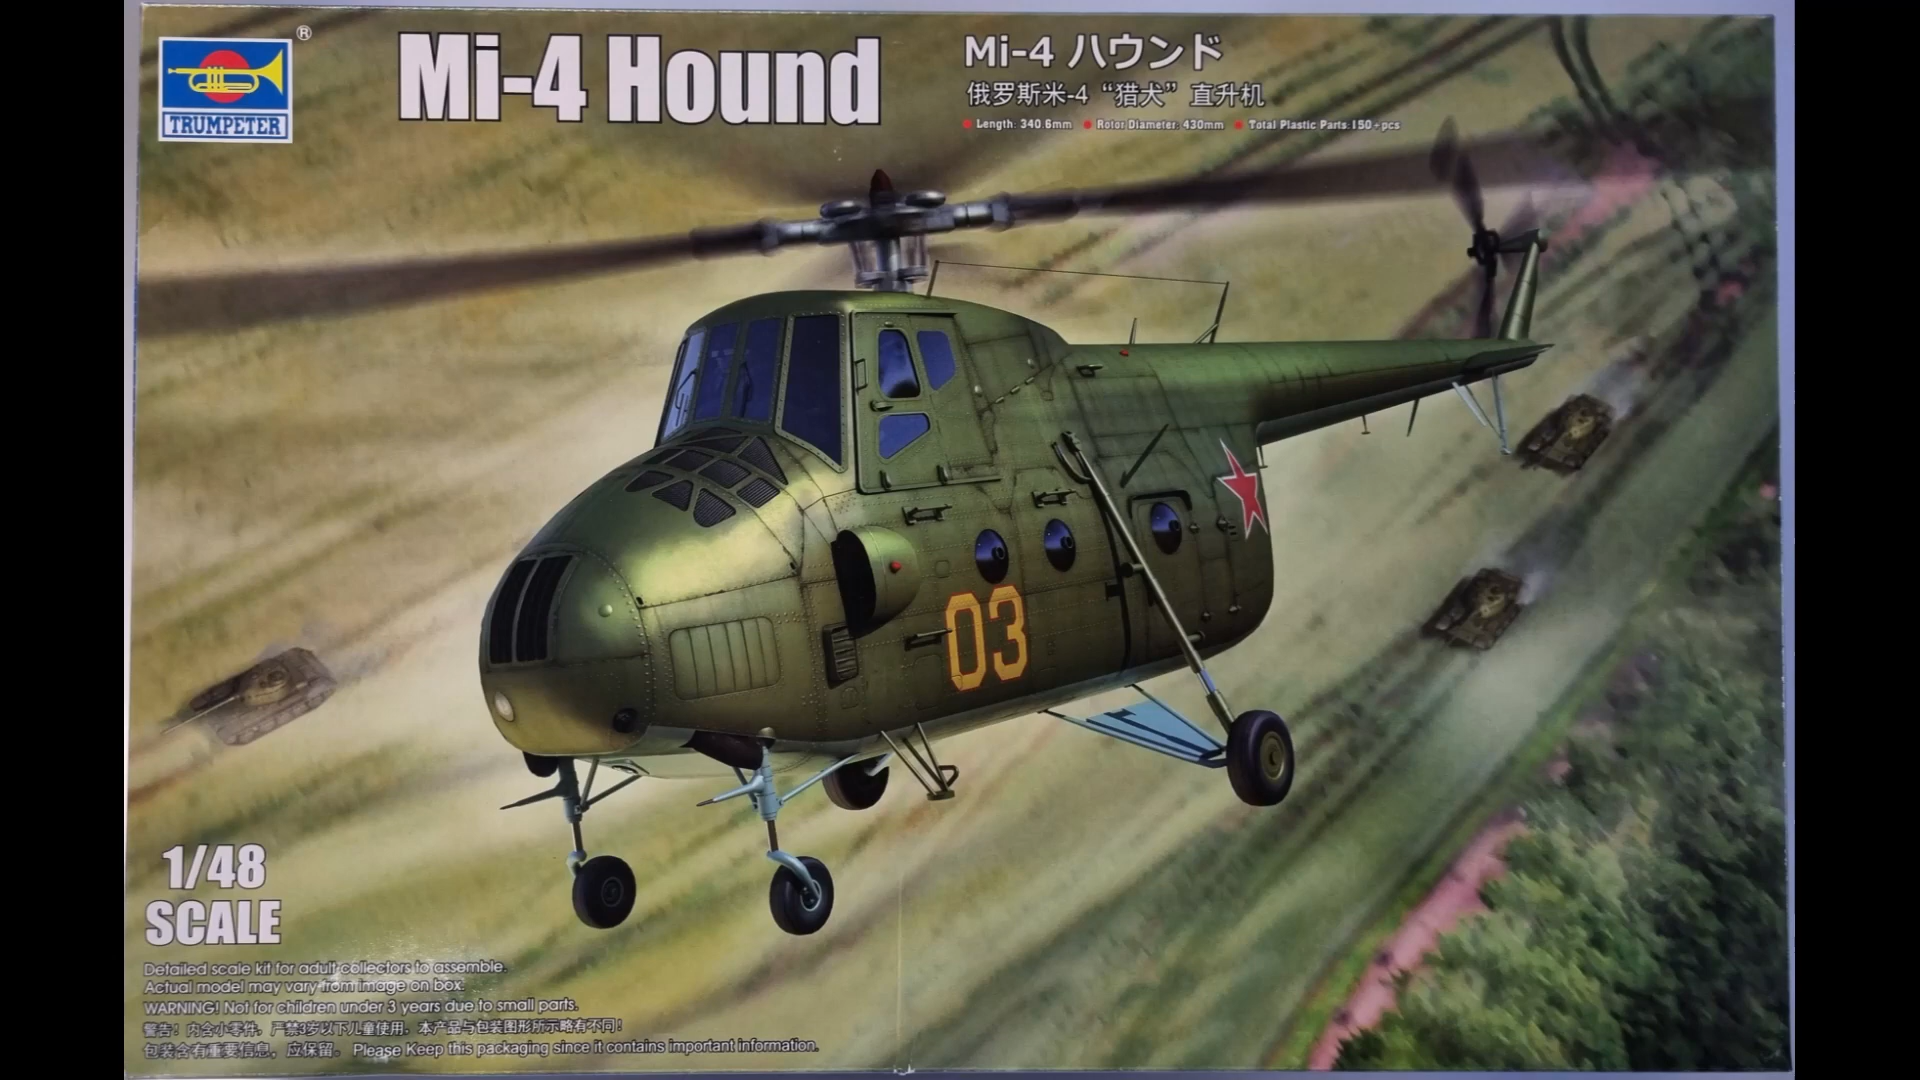 TRUMPETER ®
Mi-4 Hound
Mi-4 ハウンド
俄罗斯米-4 “猎犬” 直升机
Length: 340.6mm Rotor Diameter: 430mm Total Plastic Parts:150+pcs
03
1/48
SCALE
Detailed scale kit for adult collectors to assemble.
Actual model may vary from image on box.
WARNING! Not for children under 3 years due to small parts.
警告！内含小零件，严禁3岁以下儿童使用，本产品与包装图形所示略有不同！
包装含有重要信息，应保留。 Please Keep this packaging since it contains important information.